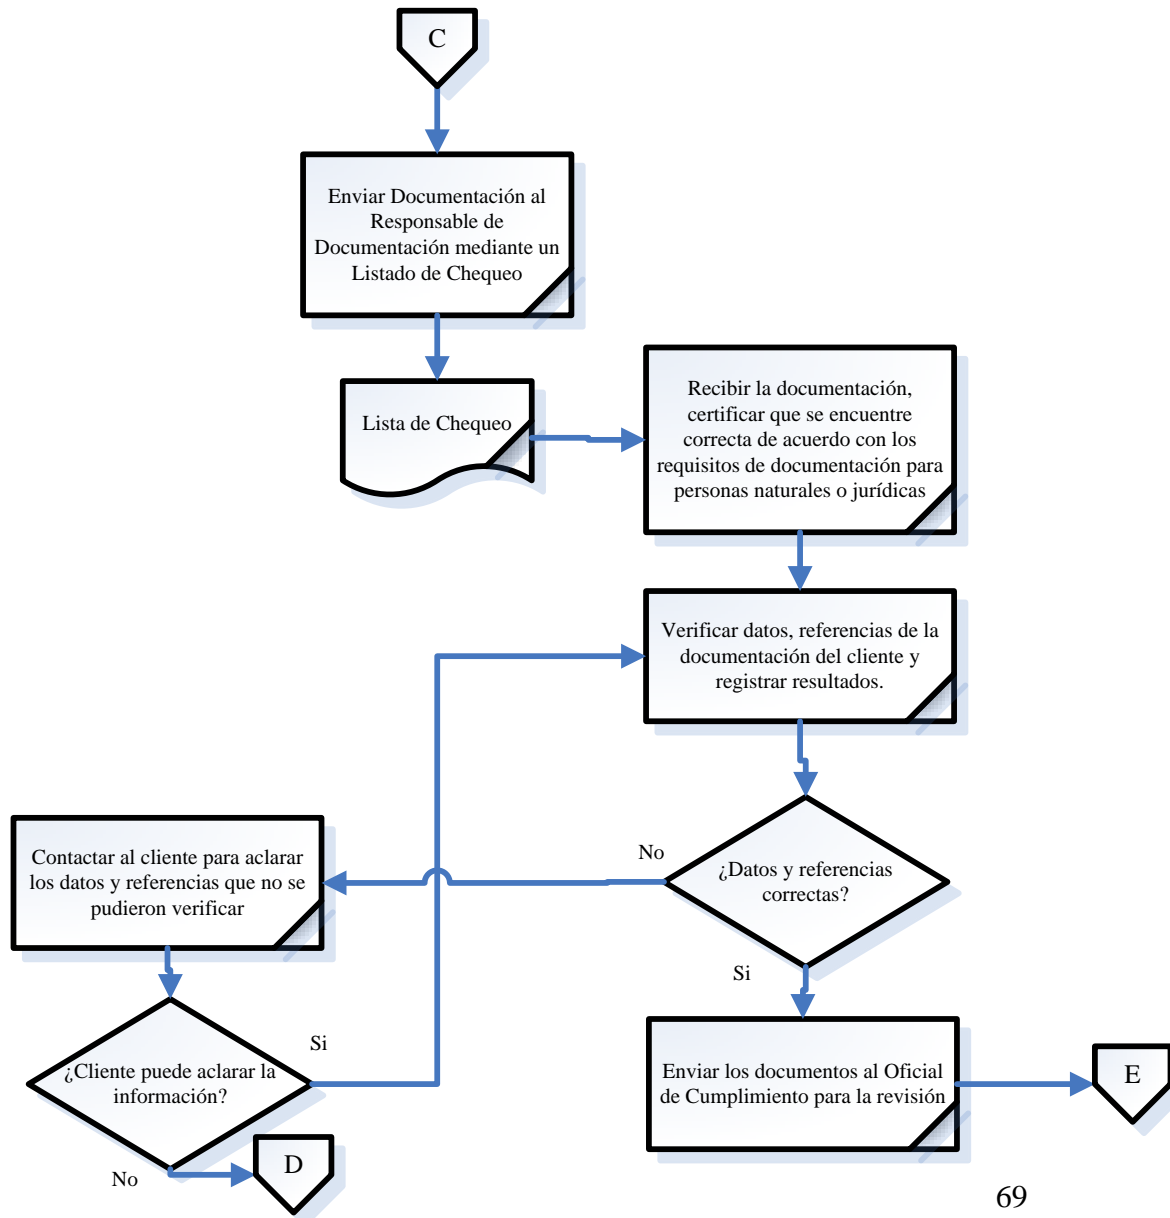 C
Enviar Documentación al
Responsable de
Documentación mediante un
Listado de Chequeo
Lista de Chequeo
Recibir la documentación,
certificar que se encuentre
correcta de acuerdo con los
requisitos de documentación para
personas naturales o jurídicas
Verificar datos, referencias de la
documentación del cliente y
registrar resultados.
¿Datos y referencias
correctas?
No
Si
Contactar al cliente para aclarar
los datos y referencias que no se
pudieron verificar
¿Cliente puede aclarar la
información?
Si
No
D
Enviar los documentos al Oficial
de Cumplimiento para la revisión
E
69